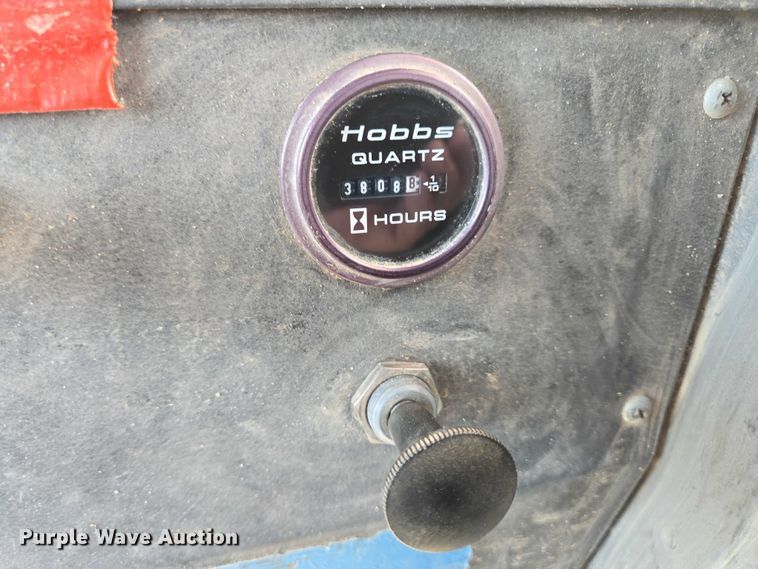 Hobbs
QUARTZ
38088 1/10
HOURS
Purple Wave Auction